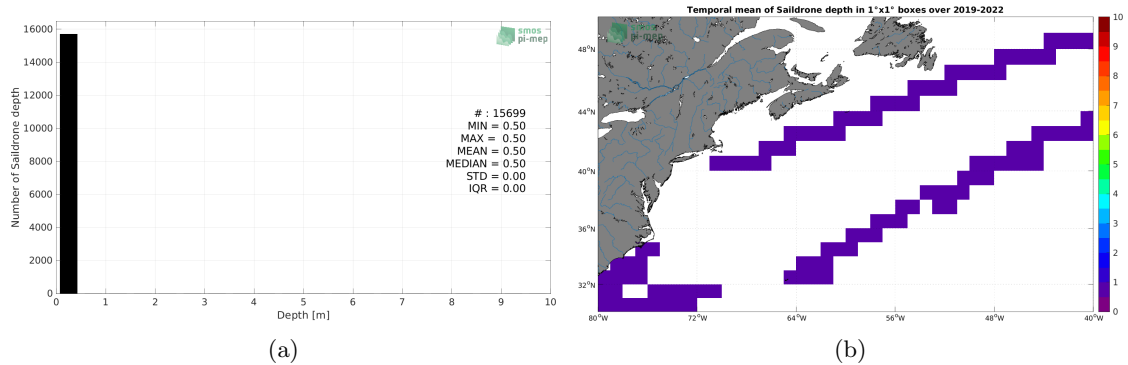 16000
14000
12000
10000
8000
6000
4000
2000
0
Number of Saildrone depth
0 1 2 3 4 5 6 7 8 9 10
Depth [m]
smos
pi-mep
# : 15699
MIN = 0.50
MAX = 0.50
MEAN = 0.50
MEDIAN = 0.50
STD = 0.00
IQR = 0.00
(a)
Temporal mean of Saildrone depth in 1°x1° boxes over 2019-2022
smos
pi-mep
48°N
44°N
40°N
36°N
32°N
80°W 72°W 64°W 56°W 48°W 40°W
10
9
8
7
6
5
4
3
2
1
0
(b)